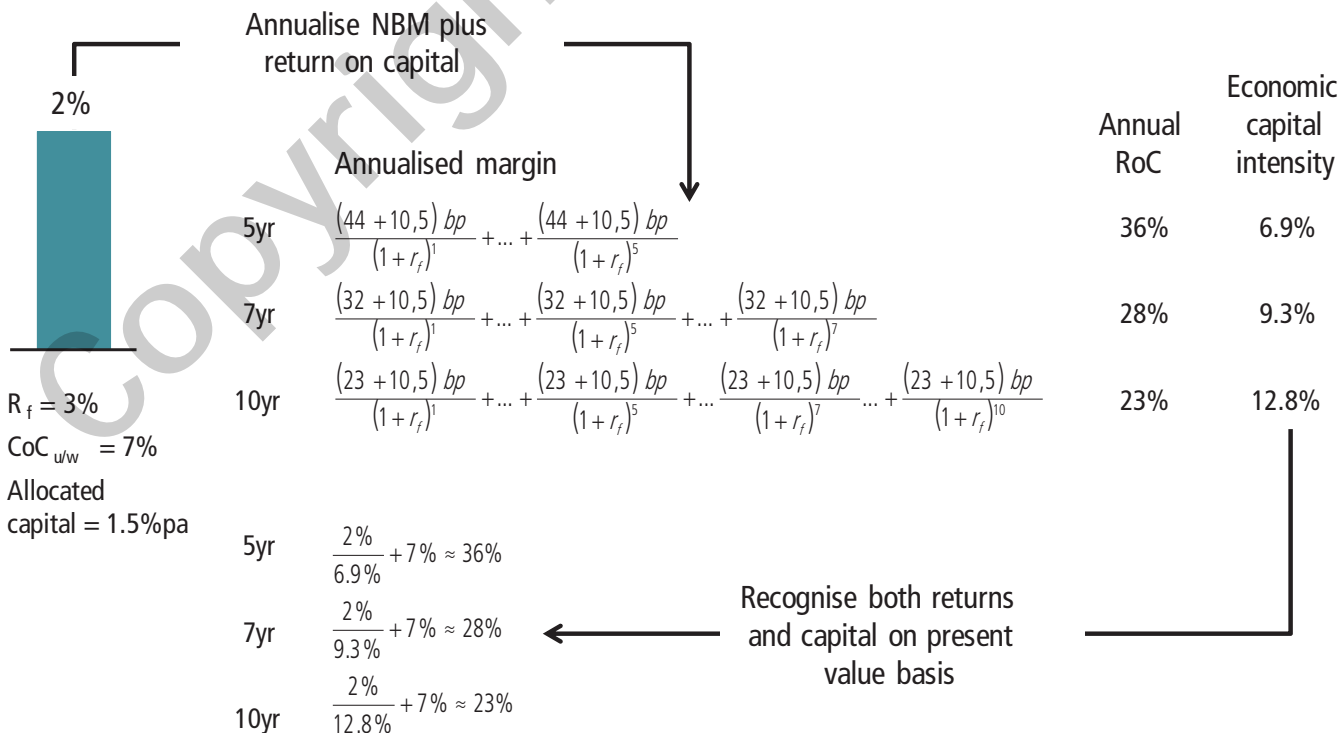 Annualise NBM plus
return on capital
2%
Economic
Annual capital
RoC intensity
Annualised margin
5yr (44 +10,5) bp / (1 + r_f)^1 + ... + (44 +10,5) bp / (1 + r_f)^5 36% 6.9%
7yr (32 +10,5) bp / (1 + r_f)^1 + ... + (32 +10,5) bp / (1 + r_f)^5 + ... + (32 +10,5) bp / (1 + r_f)^7 28% 9.3%
10yr (23 +10,5) bp / (1 + r_f)^1 + ... + (23 +10,5) bp / (1 + r_f)^5 + ... (23 +10,5) bp / (1 + r_f)^7 ... + (23 +10,5) bp / (1 + r_f)^10 23% 12.8%
R f = 3%
CoC u/w = 7%
Allocated
capital = 1.5%pa
5yr 2% / 6.9% + 7% ≈ 36%
7yr 2% / 9.3% + 7% ≈ 28%
10yr 2% / 12.8% + 7% ≈ 23%
Recognise both returns
and capital on present
value basis
Copyrigh